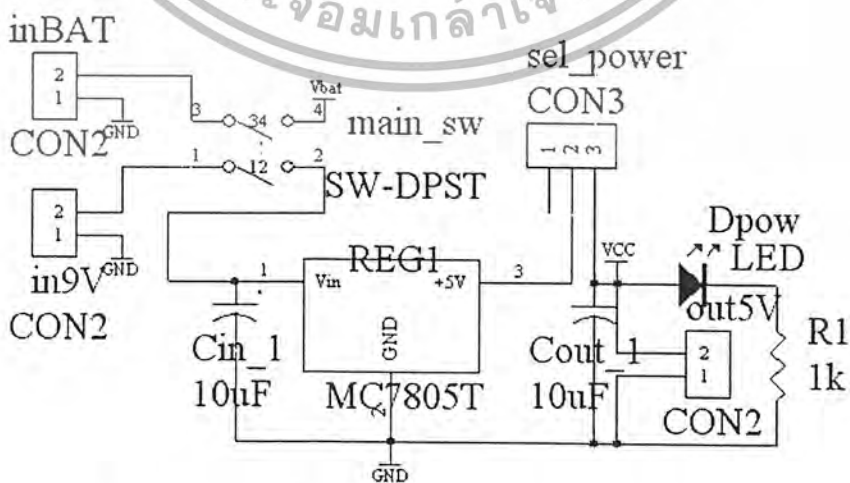 จอมเกล้าเจ
inBAT
2
1
GND
CON2
3
34
4
Vbat
main_sw
1
12
2
SW-DPST
sel_power
CON3
1
2
3
2
1
GND
in9V
CON2
1
Vin
REG1
+5V
3
GND
MC7805T
2
Cin_1
10uF
GND
VCC
Dpow
LED
out5V
Cout_1
10uF
2
1
CON2
R1
1k